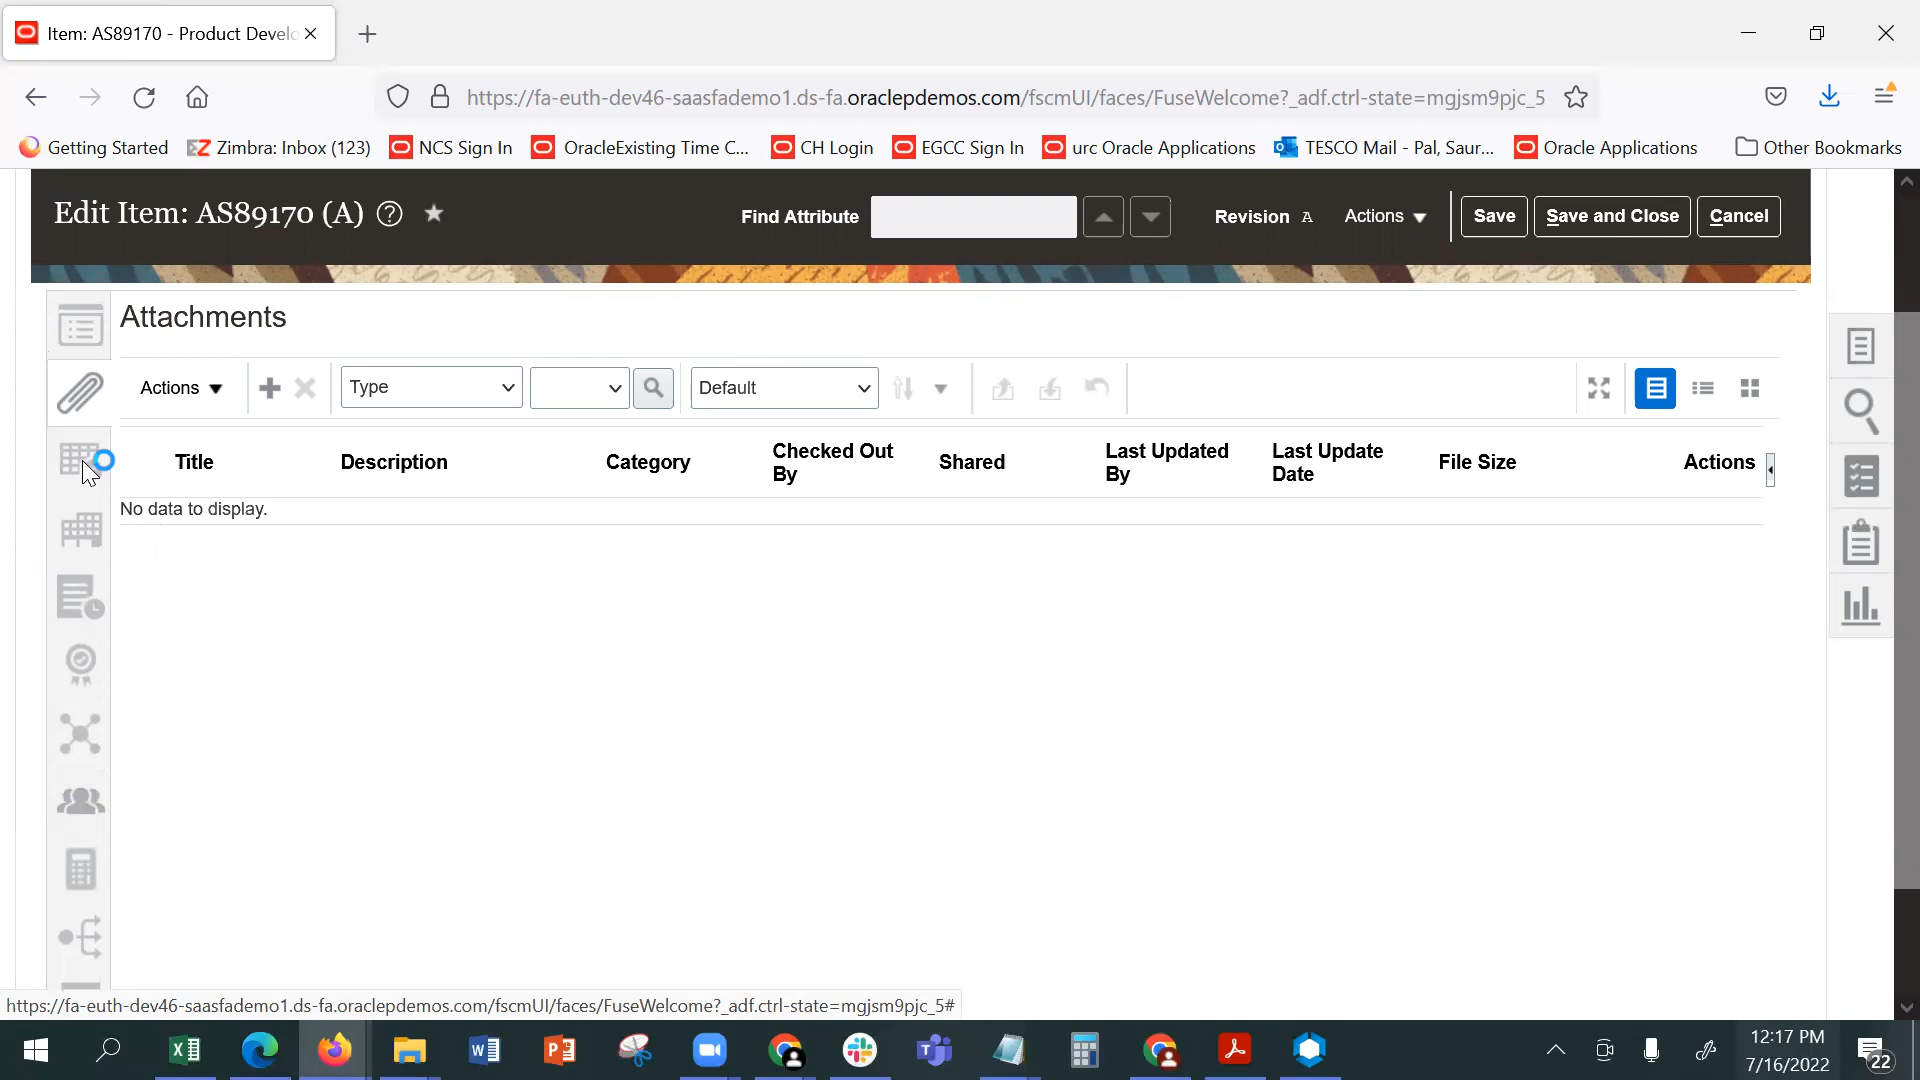 Item: AS89170 - Product Develo
https://fa-euth-dev46-saasfademo1.ds-fa.oraclepdemos.com/fscmUI/faces/FuseWelcome?_adf.ctrl-state=mgjsm9pjc_5
Getting Started
Zimbra: Inbox (123)
NCS Sign In
OracleExisting Time C...
CH Login
EGCC Sign In
urc Oracle Applications
TESCO Mail - Pal, Saur...
Oracle Applications
Other Bookmarks
Edit Item: AS89170 (A)
Find Attribute
Revision A
Actions
Save
Save and Close
Cancel
Attachments
Actions
Type
Default
Title
Description
Category
Checked Out By
Shared
Last Updated By
Last Update Date
File Size
Actions
No data to display.
https://fa-euth-dev46-saasfademo1.ds-fa.oraclepdemos.com/fscmUI/faces/FuseWelcome?_adf.ctrl-state=mgjsm9pjc_5#
12:17 PM
7/16/2022
22